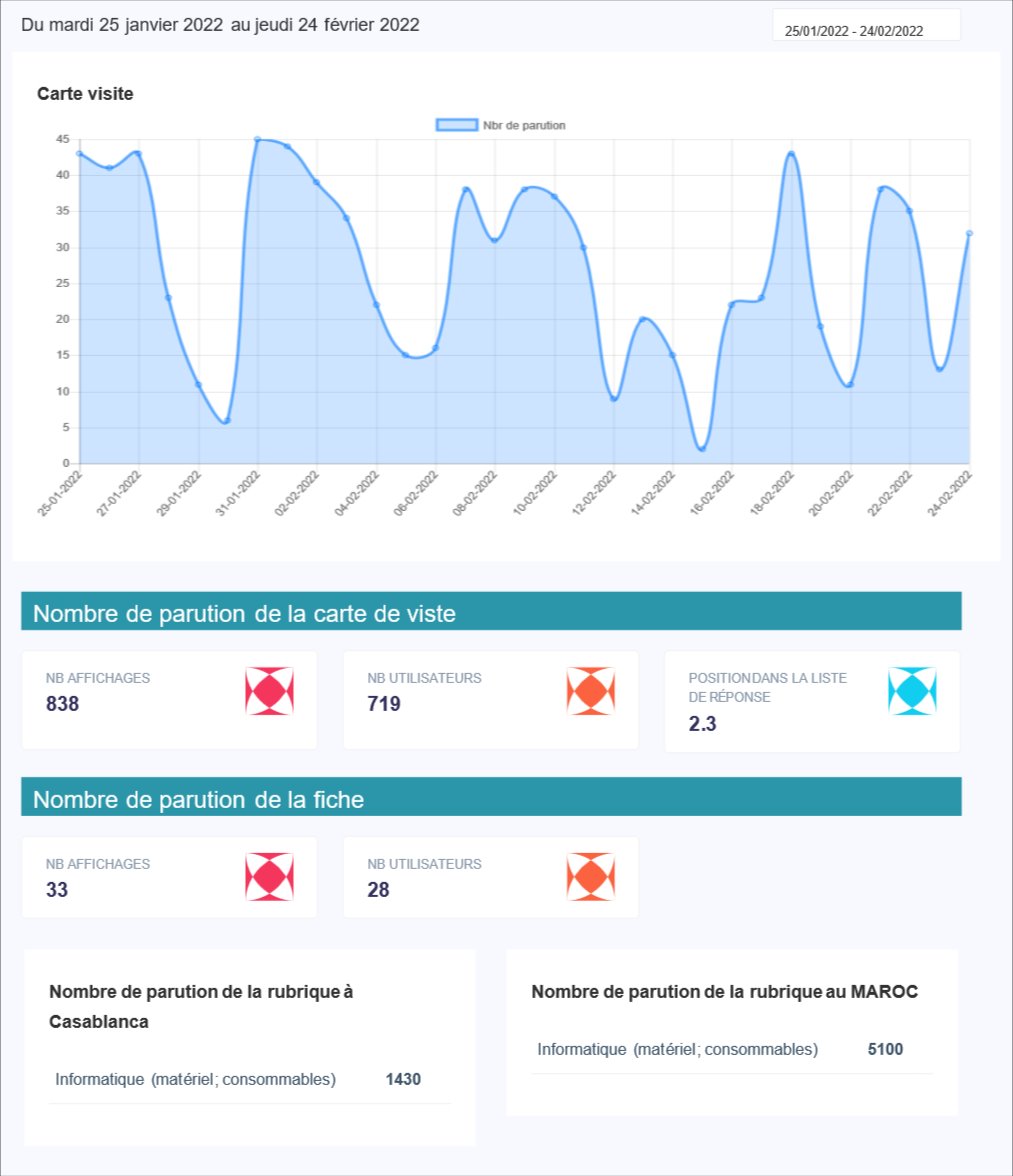 Du mardi 25 janvier 2022 au jeudi 24 février 2022
25/01/2022 - 24/02/2022
Carte visite
Nbr de parution
45
40
35
30
25
20
15
10
5
0
25-01-2022
27-01-2022
29-01-2022
31-01-2022
02-02-2022
04-02-2022
06-02-2022
08-02-2022
10-02-2022
12-02-2022
14-02-2022
16-02-2022
18-02-2022
20-02-2022
22-02-2022
24-02-2022
Nombre de parution de la carte de viste
NB AFFICHAGES
838
NB UTILISATEURS
719
POSITION DANS LA LISTE
DE RÉPONSE
2.3
Nombre de parution de la fiche
NB AFFICHAGES
33
NB UTILISATEURS
28
Nombre de parution de la rubrique à
Casablanca
Informatique (matériel; consommables) 1430
Nombre de parution de la rubrique au MAROC
Informatique (matériel; consommables) 5100